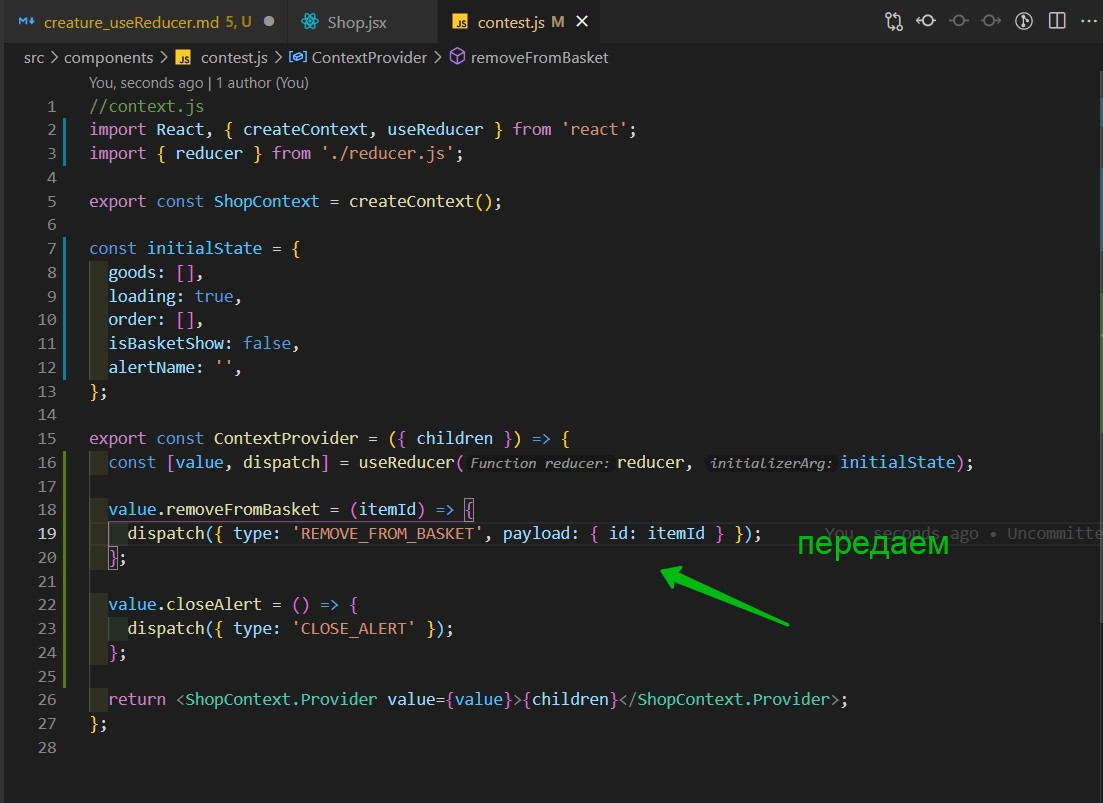 creature_useReducer.md 5, U Shop.jsx JS contest.js M
src > components > JS contest.js > ContextProvider > removeFromBasket
You, seconds ago | 1 author (You)
1 //context.js
2 import React, { createContext, useReducer } from 'react';
3 import { reducer } from './reducer.js';
4
5 export const ShopContext = createContext();
6
7 const initialState = {
8 goods: [],
9 loading: true,
10 order: [],
11 isBasketShow: false,
12 alertName: '',
13 };
14
15 export const ContextProvider = ({ children }) => {
16 const [value, dispatch] = useReducer(Function reducer: reducer, initializerArg: initialState);
17
18 value.removeFromBasket = (itemId) => {
19 dispatch({ type: 'REMOVE_FROM_BASKET', payload: { id: itemId } }); You, seconds ago • Uncommitte
передаем
20 };
21
22 value.closeAlert = () => {
23 dispatch({ type: 'CLOSE_ALERT' });
24 };
25
26 return <ShopContext.Provider value={value}>{children}</ShopContext.Provider>;
27 };
28